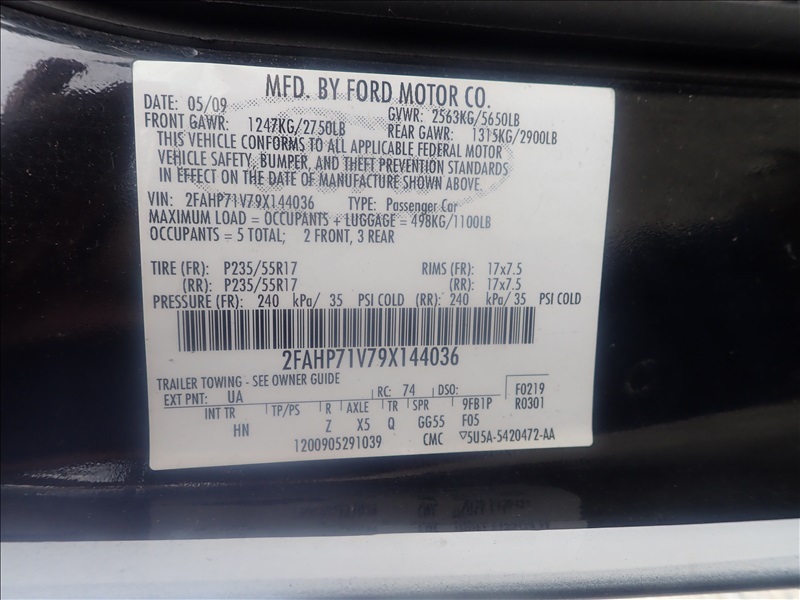 MFD. BY FORD MOTOR CO.
DATE: 05/09 GVWR: 2563KG/5650LB
FRONT GAWR: 1247KG/2750LB REAR GAWR: 1315KG/2900LB
THIS VEHICLE CONFORMS TO ALL APPLICABLE FEDERAL MOTOR
VEHICLE SAFETY, BUMPER, AND THEFT PREVENTION STANDARDS
IN EFFECT ON THE DATE OF MANUFACTURE SHOWN ABOVE.
VIN: 2FAHP71V79X144036 TYPE: Passenger Car
MAXIMUM LOAD = OCCUPANTS + LUGGAGE = 498KG/1100LB
OCCUPANTS = 5 TOTAL; 2 FRONT, 3 REAR
TIRE (FR): P235/55R17 RIMS (FR): 17x7.5
(RR): P235/55R17 (RR): 17x7.5
PRESSURE (FR): 240 kPa/ 35 PSI COLD (RR): 240 kPa/ 35 PSI COLD
2FAHP71V79X144036
TRAILER TOWING - SEE OWNER GUIDE
EXT PNT: UA RC: 74 DSO: F0219
INT TR TP/PS R AXLE TR SPR 9FB1P R0301
HN Z X5 Q GG55 F05
1200905291039 CMC ▽5U5A-5420472-AA